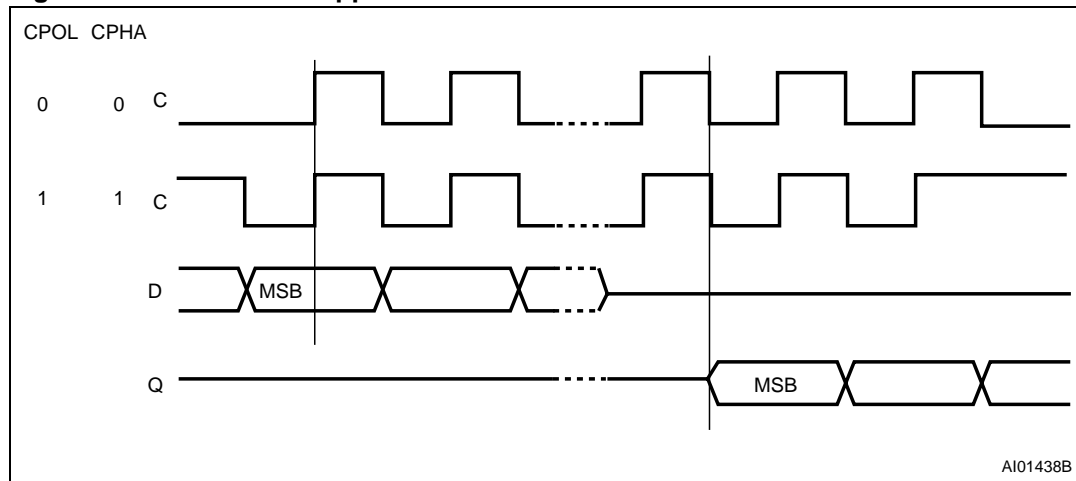 CPOL CPHA
0 0 C
1 1 C
D MSB
Q MSB
AI01438B